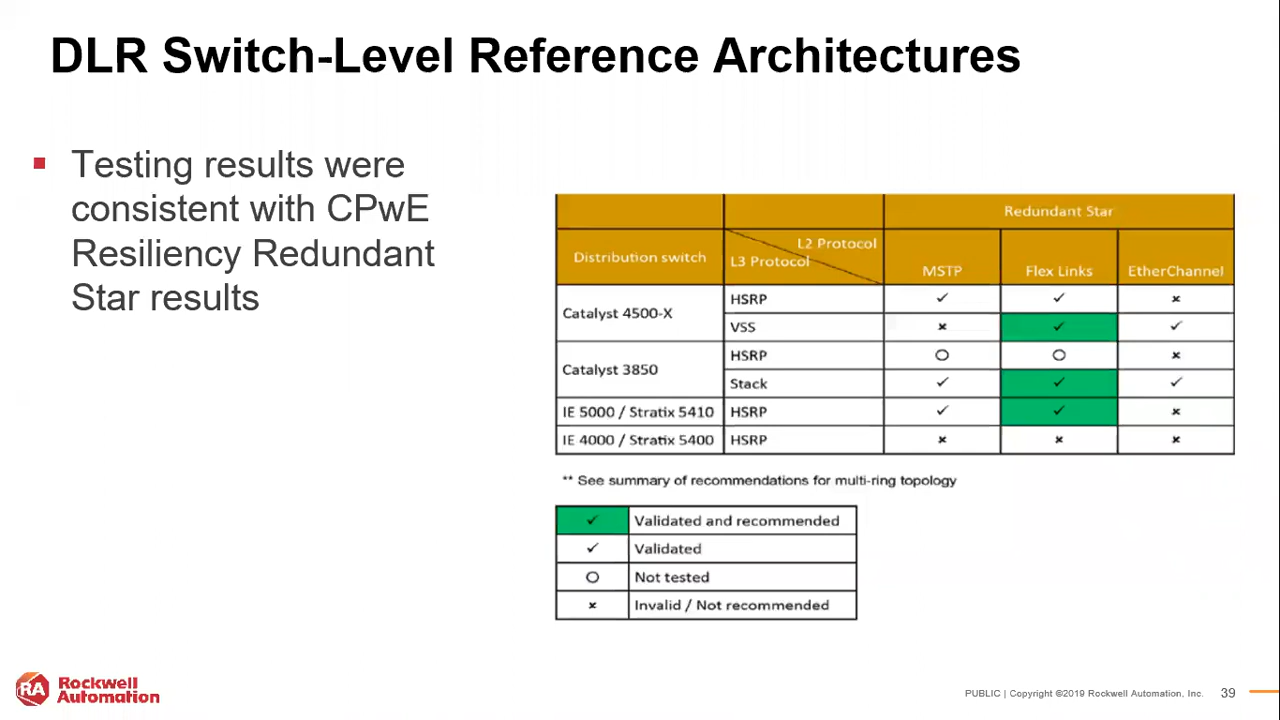 DLR Switch-Level Reference Architectures
▪ Testing results were
consistent with CPwE
Resiliency Redundant
Star results
Redundant Star
Distribution switch L3 Protocol L2 Protocol MSTP Flex Links EtherChannel
Catalyst 4500-X HSRP ✓ ✓ ×
VSS × ✓ ✓
Catalyst 3850 HSRP O O ×
Stack ✓ ✓ ✓
IE 5000 / Stratix 5410 HSRP ✓ ✓ ×
IE 4000 / Stratix 5400 HSRP × × ×
** See summary of recommendations for multi-ring topology
✓ Validated and recommended
✓ Validated
O Not tested
× Invalid / Not recommended
RA Rockwell
Automation
PUBLIC | Copyright ©2019 Rockwell Automation, Inc. 39